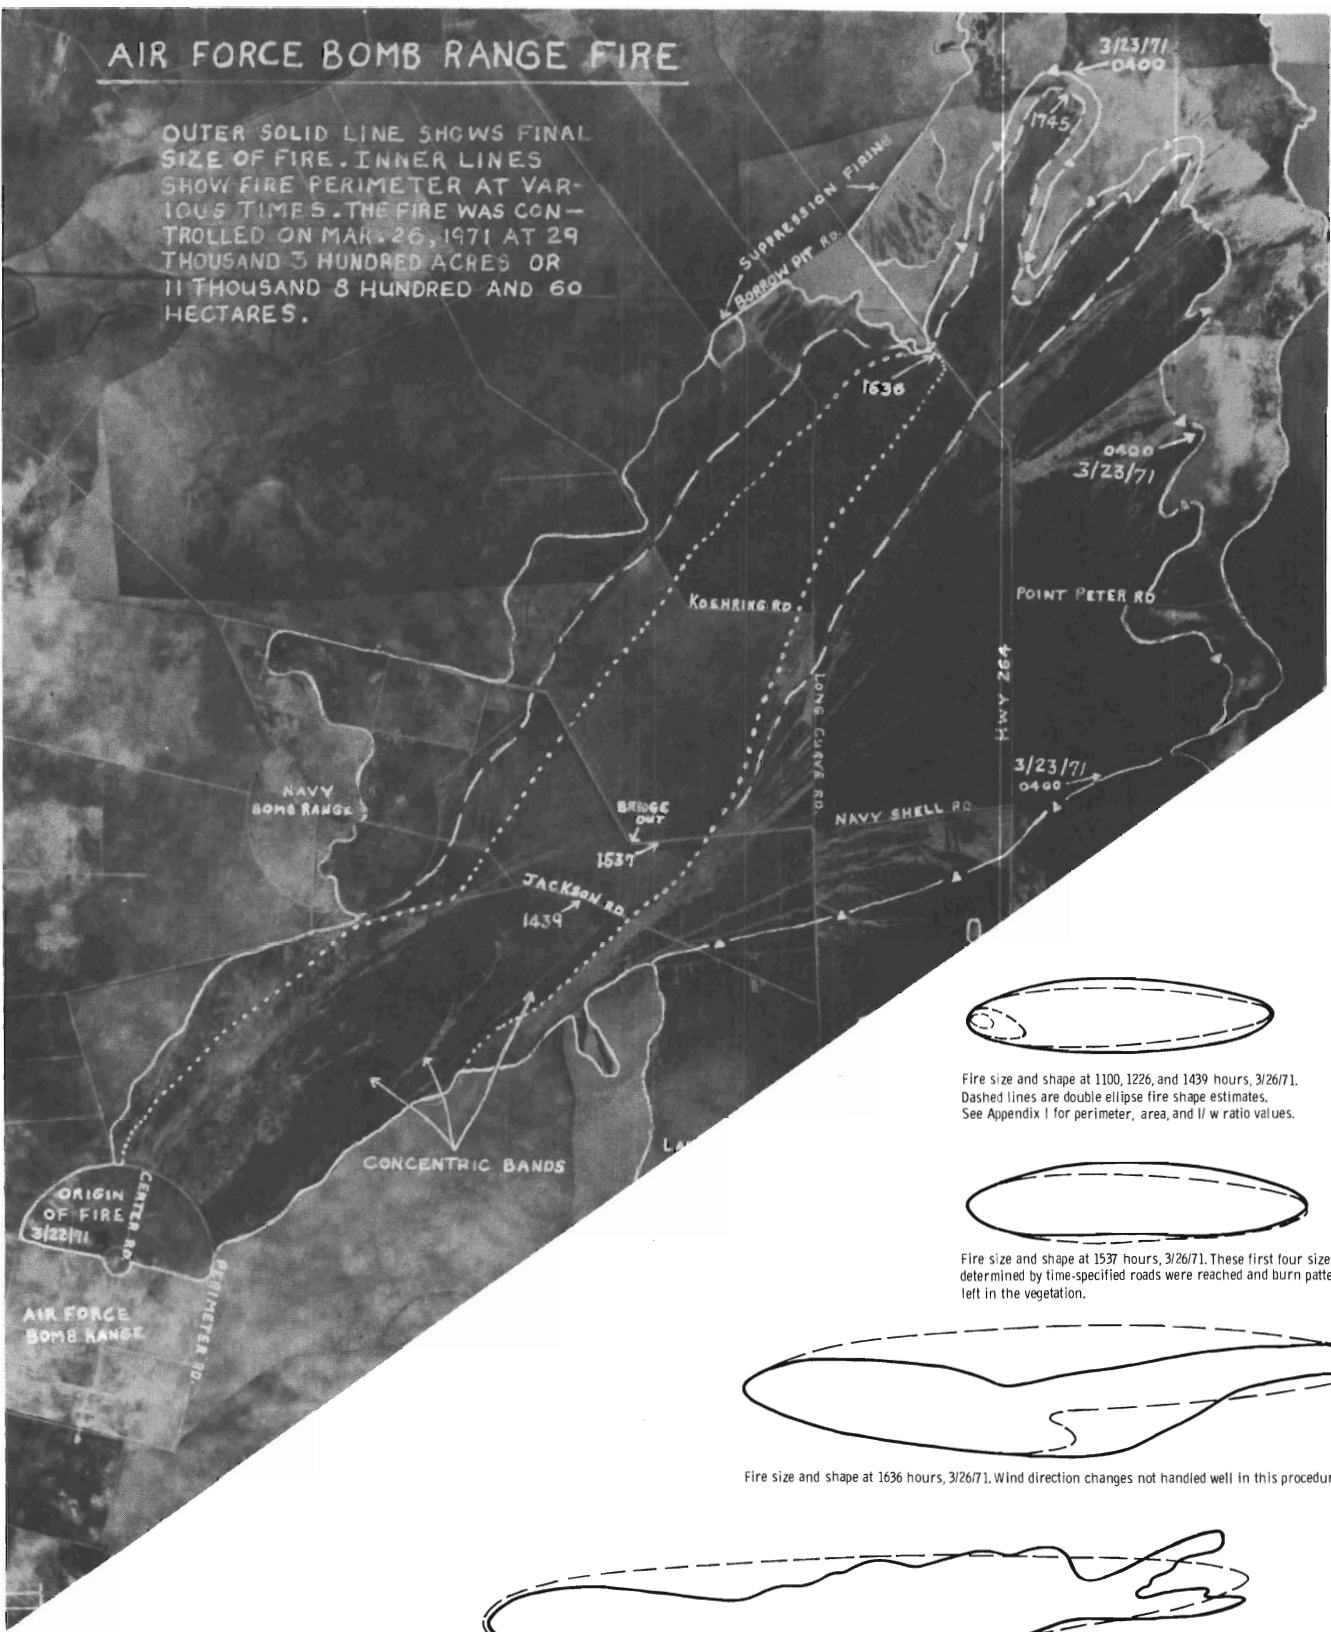 AIR FORCE BOMB RANGE FIRE
OUTER SOLID LINE SHOWS FINAL
SIZE OF FIRE. INNER LINES
SHOW FIRE PERIMETER AT VAR-
IOUS TIMES. THE FIRE WAS CON-
TROLLED ON MAR. 26, 1971 AT 29
THOUSAND 3 HUNDRED ACRES OR
11 THOUSAND 8 HUNDRED AND 60
HECTARES.
3/23/71
0400
1745
SUPPRESSION FIRING
BORROW PIT RD.
1636
0400
3/23/71
KOEHRING RD
POINT PETER RD
HWY 264
LONG CURVE RD.
NAVY
BOMB RANGE
BRIDGE
OUT
1537
NAVY SHELL RD
3/23/71
0400
JACKSON RD
1439
CONCENTRIC BANDS
ORIGIN
OF FIRE
3/22/71
CENTER RD.
PERIMETER RD.
AIR FORCE
BOMB RANGE
Fire size and shape at 1100, 1226, and 1439 hours, 3/26/71.
Dashed lines are double ellipse fire shape estimates.
See Appendix I for perimeter, area, and l/w ratio values.
Fire size and shape at 1537 hours, 3/26/71. These first four size
determined by time-specified roads were reached and burn patte
left in the vegetation.
Fire size and shape at 1636 hours, 3/26/71. Wind direction changes not handled well in this procedu